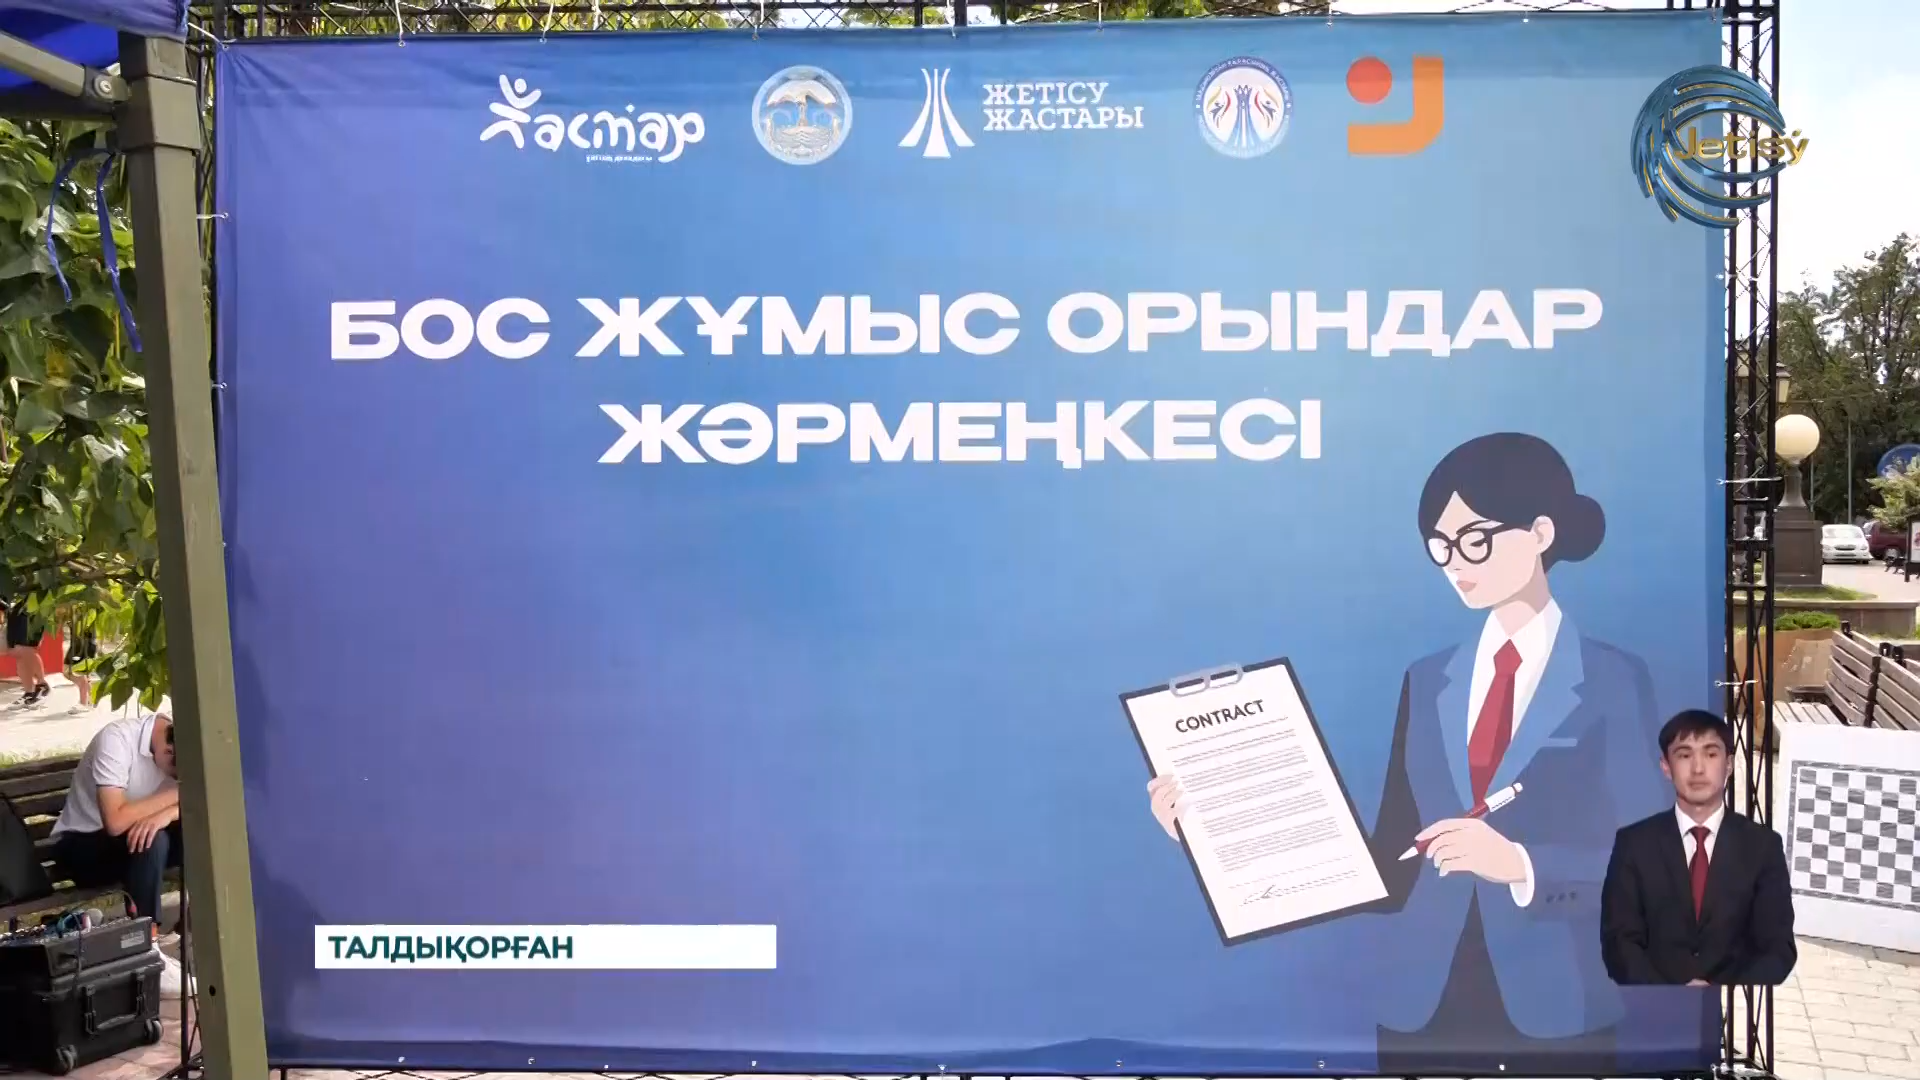 Жастар
ЖЕТІСУ
ЖАСТАРЫ
Jetisý
БОС ЖҰМЫС ОРЫНДАР
ЖӘРМЕҢКЕСІ
CONTRACT
ТАЛДЫҚОРҒАН